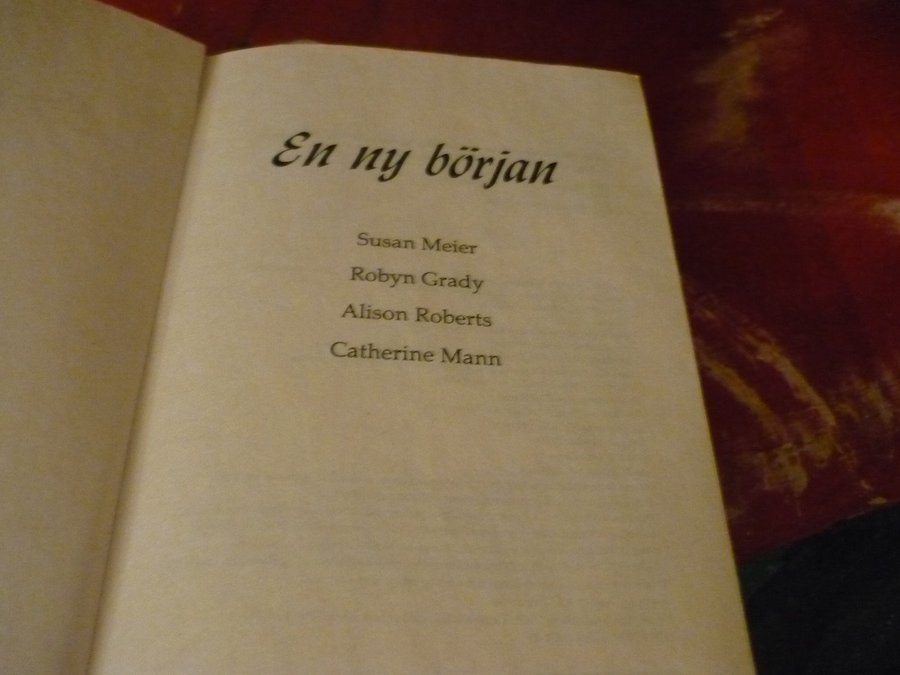 En ny början
Susan Meier
Robyn Grady
Alison Roberts
Catherine Mann